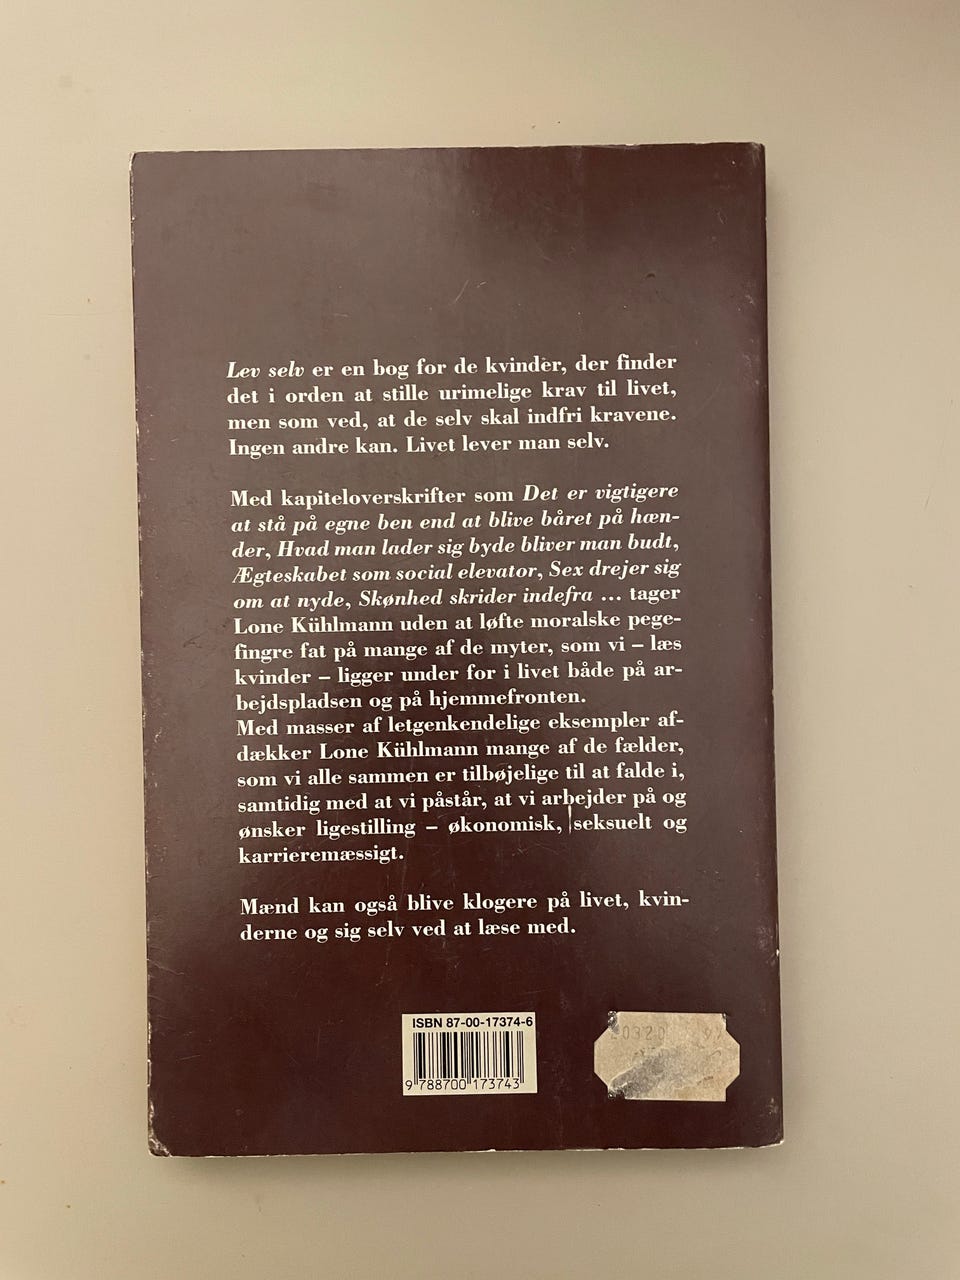 Lev selv er en bog for de kvinder, der finder
det i orden at stille urimelige krav til livet,
men som ved, at de selv skal indfri kravene.
Ingen andre kan. Livet lever man selv.
Med kapiteloverskrifter som Det er vigtigere
at stå på egne ben end at blive båret på hæn-
der, Hvad man lader sig byde bliver man budt,
Ægteskabet som social elevator, Sex drejer sig
om at nyde, Skønhed skrider indefra ... tager
Lone Kühlmann uden at løfte moralske pege-
fingre fat på mange af de myter, som vi – læs
kvinder – ligger under for i livet både på ar-
bejdspladsen og på hjemmefronten.
Med masser af letgenkendelige eksempler af-
dækker Lone Kühlmann mange af de fælder,
som vi alle sammen er tilbøjelige til at falde i,
samtidig med at vi påstår, at vi arbejder på og
ønsker ligestilling – økonomisk, seksuelt og
karrieremæssigt.
Mænd kan også blive klogere på livet, kvin-
derne og sig selv ved at læse med.
ISBN 87-00-17374-6
9 788700 173743